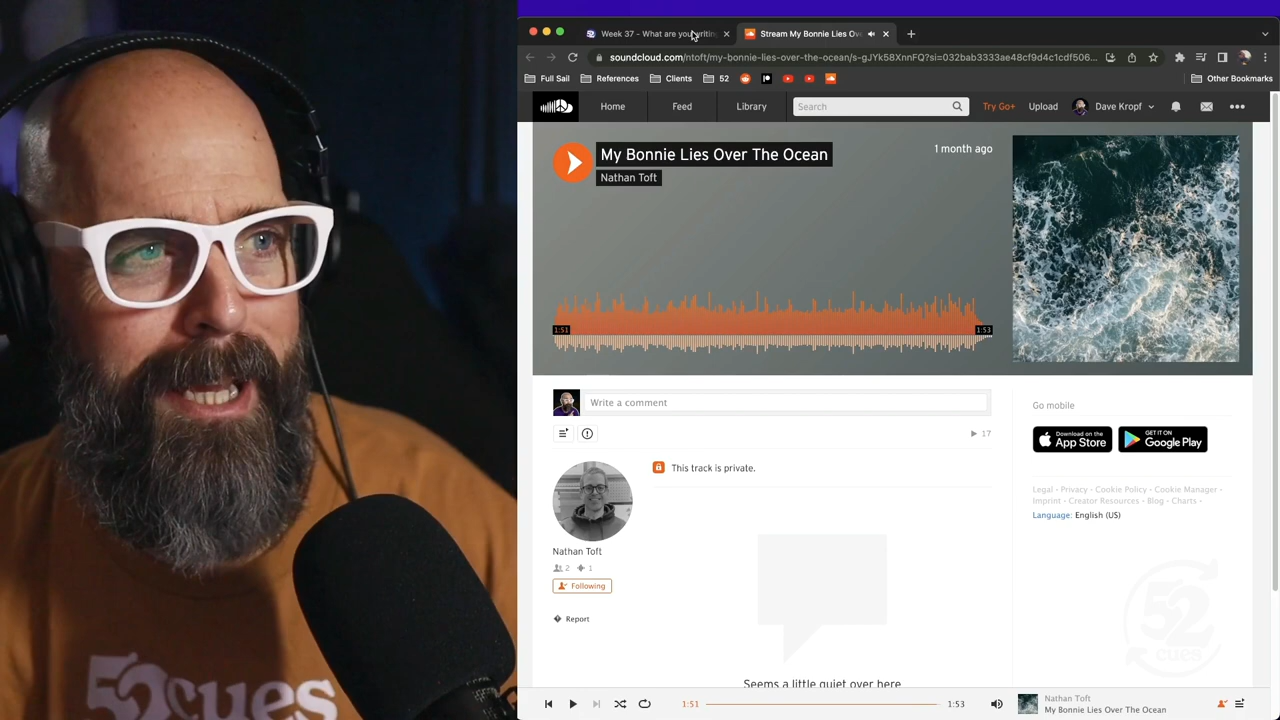 Week 37 - What are you writing
Stream My Bonnie Lies Ov
soundcloud.com/ntoft/my-bonnie-lies-over-the-ocean/s-gJYk58XnnFQ?si=032bab3333ae48cf9d4c1cdf506...
Full Sail References Clients 52 Other Bookmarks
Home Feed Library Search Try Go+ Upload Dave Kropf
My Bonnie Lies Over The Ocean
1 month ago
Nathan Toft
1:51 1:53
Write a comment
Go mobile
17
Download on the App Store
GET IT ON Google Play
This track is private.
Legal - Privacy - Cookie Policy - Cookie Manager -
Imprint - Creator Resources - Blog - Charts -
Language: English (US)
Nathan Toft
2 1
Following
Report
52 cues
52cues
Seems a little quiet over here
1:51 1:53
Nathan Toft
My Bonnie Lies Over The Ocean